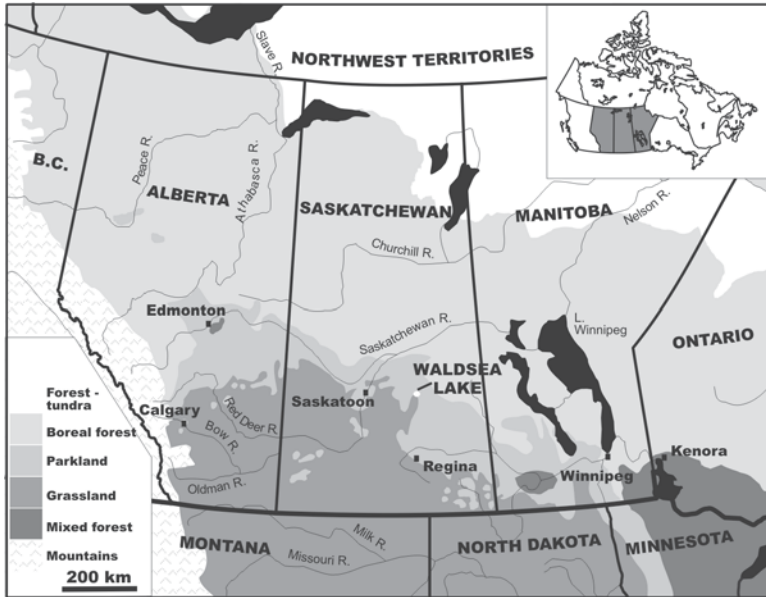 Slave R.
NORTHWEST TERRITORIES
B.C.
Peace R.
Athabasca R.
ALBERTA
SASKATCHEWAN
MANITOBA
Nelson R.
Churchill R.
Edmonton
Saskatchewan R.
L.
Winnipeg
ONTARIO
WALDSEA
LAKE
Saskatoon
Calgary
Red Deer R.
Bow R.
Regina
Winnipeg
Kenora
Oldman R.
MONTANA
Milk R.
Missouri R.
NORTH DAKOTA
MINNESOTA
Forest -
tundra
Boreal forest
Parkland
Grassland
Mixed forest
Mountains
200 km